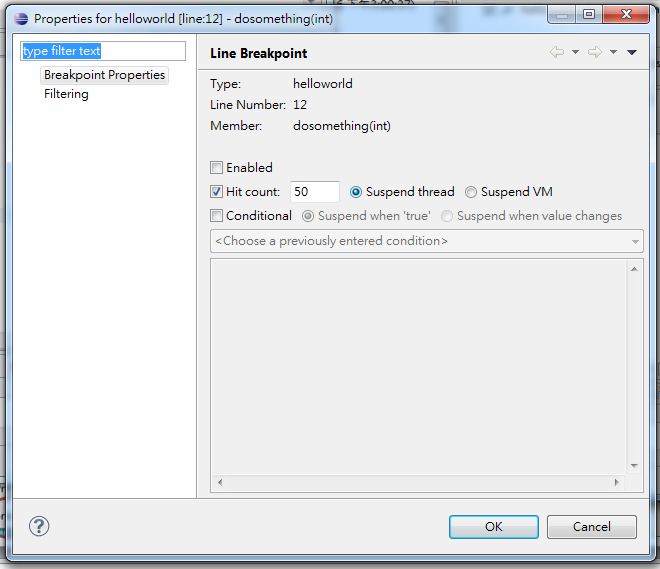 Properties for helloworld [line:12] - dosomething(int)
type filter text
Breakpoint Properties
Filtering
Line Breakpoint
Type: helloworld
Line Number: 12
Member: dosomething(int)
Enabled
Hit count: 50 Suspend thread Suspend VM
Conditional Suspend when 'true' Suspend when value changes
<Choose a previously entered condition>
OK Cancel